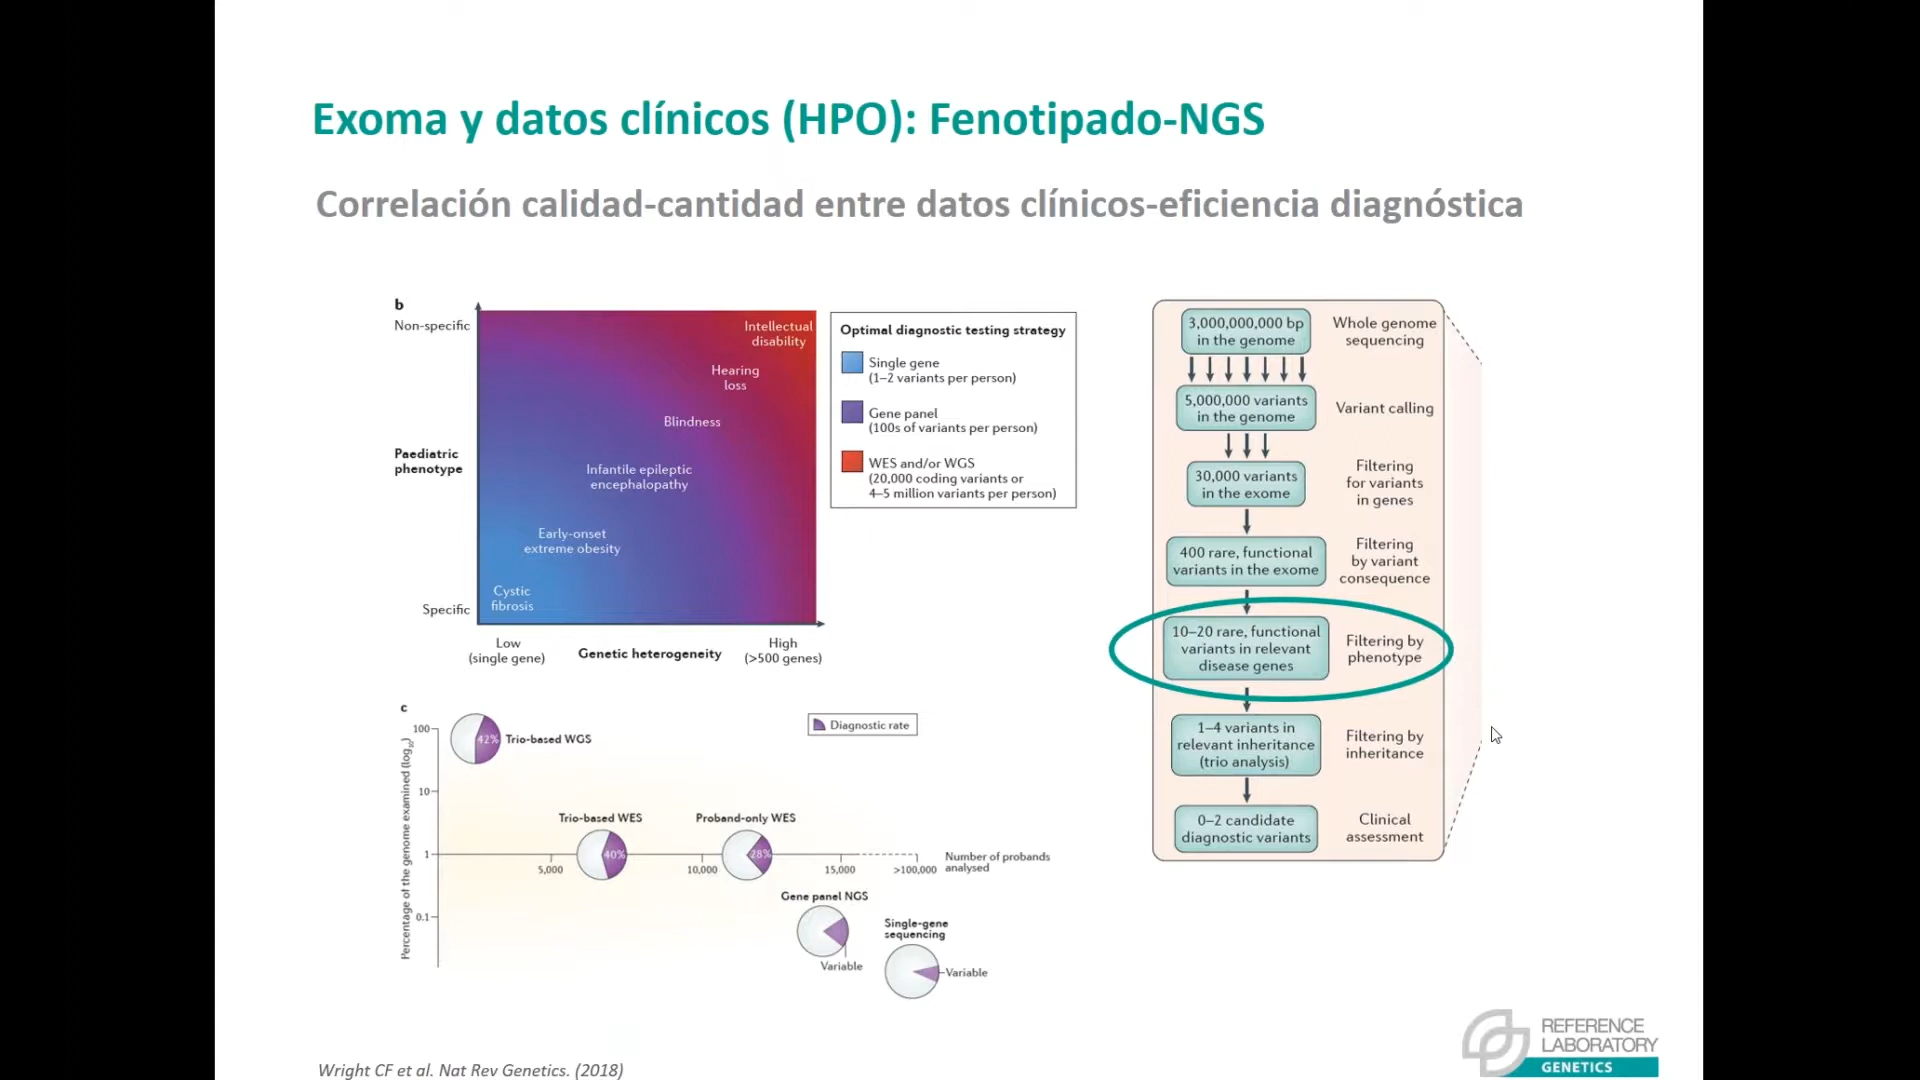 Exoma y datos clínicos (HPO): Fenotipado-NGS
Correlación calidad-cantidad entre datos clínicos-eficiencia diagnóstica
b
Non-specific
Paediatric
phenotype
Specific
Intellectual
disability
Hearing
loss
Blindness
Infantile epileptic
encephalopathy
Early-onset
extreme obesity
Cystic
fibrosis
Low
(single gene)
Genetic heterogeneity
High
(>500 genes)
Optimal diagnostic testing strategy
Single gene
(1–2 variants per person)
Gene panel
(100s of variants per person)
WES and/or WGS
(20,000 coding variants or
4–5 million variants per person)
c
Percentage of the genome examined (log10)
100
10
1
0.1
42%
Trio-based WGS
Diagnostic rate
Trio-based WES
40%
Proband-only WES
28%
5,000
10,000
15,000
>100,000
Number of probands
analysed
Gene panel NGS
Variable
Single-gene
sequencing
Variable
3,000,000,000 bp
in the genome
Whole genome
sequencing
5,000,000 variants
in the genome
Variant calling
30,000 variants
in the exome
Filtering
for variants
in genes
400 rare, functional
variants in the exome
Filtering
by variant
consequence
10–20 rare, functional
variants in relevant
disease genes
Filtering by
phenotype
1–4 variants in
relevant inheritance
(trio analysis)
Filtering by
inheritance
0–2 candidate
diagnostic variants
Clinical
assessment
Wright CF et al. Nat Rev Genetics. (2018)
REFERENCE
LABORATORY
GENETICS